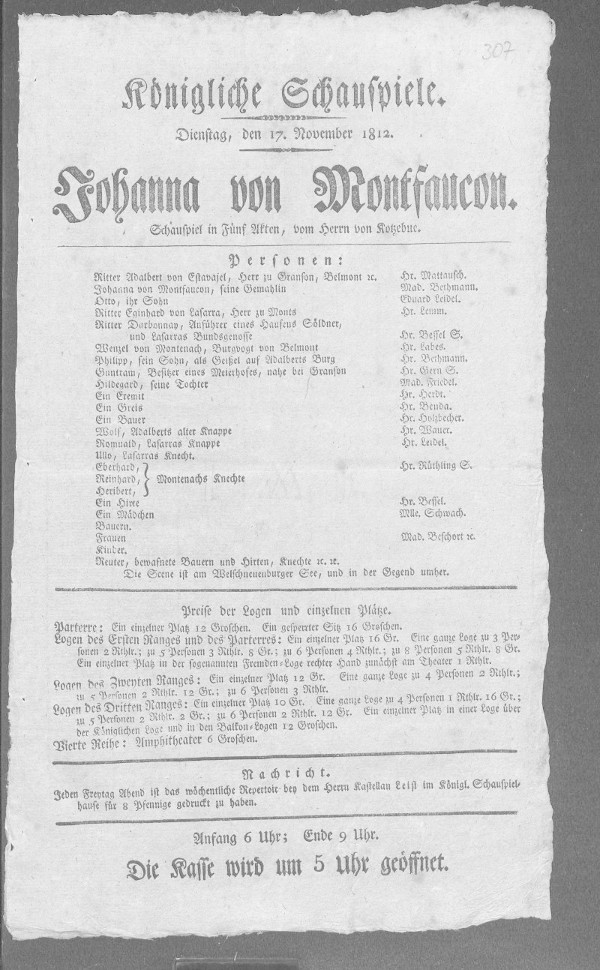 307
Königliche Schauspiele.
Dienstag, den 17. November 1812.
Johanna von Montfaucon.
Schauspiel in Fünf Akten, vom Herrn von Kotzebue.
Personen:
Ritter Adalbert von Estavajel, Herr zu Granson, Belmont ꝛc. Hr. Mattausch.
Johanna von Montfaucon, seine Gemahlin Mad. Bethmann.
Otto, ihr Sohn Eduard Leidel.
Ritter Eginhard von Lasarra, Herr zu Monts Hr. Lemm.
Ritter Darbonnay, Anführer eines Haufens Söldner,
und Lasarras Bundsgenosse Hr. Bessel S.
Wenzel von Montenach, Burgvogt von Belmont Hr. Labes.
Philipp, sein Sohn, als Geißel auf Adalberts Burg Hr. Bethmann.
Guntram, Besitzer eines Meierhofes, nahe bei Granson Hr. Gern S.
Hildegard, seine Tochter Mad. Friedel.
Ein Eremit Hr. Herdt.
Ein Greis Hr. Benda.
Ein Bauer Hr. Holzbecher.
Wolf, Adalberts alter Knappe Hr. Wauer.
Romuald, Lasarras Knappe Hr. Leidel.
Ullo, Lasarras Knecht.
Eberhard, Hr. Rüthling S.
Reinhard, Montenachs Knechte
Heribert,
Ein Hirte Hr. Bessel.
Ein Mädchen Mlle. Schwach.
Bauern.
Frauen Mad. Beschort ꝛc.
Kinder.
Reuter, bewafnete Bauern und Hirten, Knechte ꝛc. ꝛc.
Die Scene ist am Welschneuenburger See, und in der Gegend umher.
Preise der Logen und einzelnen Plätze.
Parterre: Ein einzelner Platz 12 Groschen. Ein gesperrter Sitz 16 Groschen.
Logen des Ersten Ranges und des Parterres: Ein einzelner Platz 16 Gr. Eine ganze Loge zu 3 Per-
sonen 2 Rthlr.; zu 5 Personen 3 Rthlr. 8 Gr.; zu 6 Personen 4 Rthlr.; zu 8 Personen 5 Rthlr. 8 Gr.
Ein einzelner Platz in der sogenannten Fremden-Loge rechter Hand zunächst am Theater 1 Rthlr.
Logen des Zweyten Ranges: Ein einzelner Platz 12 Gr. Eine ganze Loge zu 4 Personen 2 Rthlr.;
zu 5 Personen 2 Rthlr. 12 Gr.; zu 6 Personen 3 Rthlr.
Logen des Dritten Ranges: Ein einzelner Platz 10 Gr. Eine ganze Loge zu 4 Personen 1 Rthlr. 16 Gr.;
zu 5 Personen 2 Rthlr. 2 Gr.; zu 6 Personen 2 Rthlr. 12 Gr. Ein einzelner Platz in einer Loge über
der Königlichen Loge und in den Balkon-Logen 12 Groschen.
Vierte Reihe: Amphitheater 6 Groschen.
Nachricht.
Jeden Freytag Abend ist das wöchentliche Repertoir bey dem Herrn Kastellan Leist im Königl. Schauspiel-
hause für 8 Pfennige gedruckt zu haben.
Anfang 6 Uhr; Ende 9 Uhr.
Die Kasse wird um 5 Uhr geöffnet.